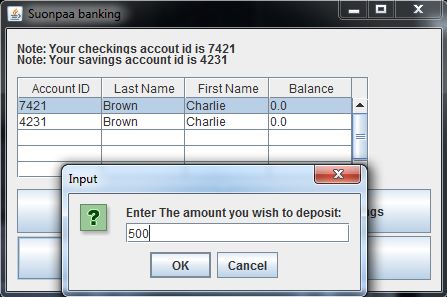 Suonpaa banking
Note: Your checkings accout id is 7421
Note: Your savings account id is 4231
Account ID Last Name First Name Balance
7421 Brown Charlie 0.0
4231 Brown Charlie 0.0
Input
Enter The amount you wish to deposit:
500
OK Cancel